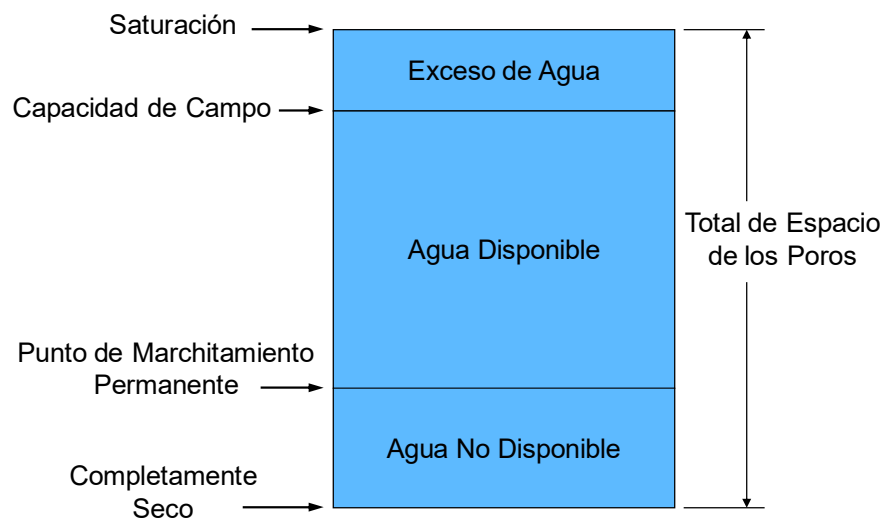 Saturación
Exceso de Agua
Capacidad de Campo
Total de Espacio
de los Poros
Agua Disponible
Punto de Marchitamiento
Permanente
Agua No Disponible
Completamente
Seco